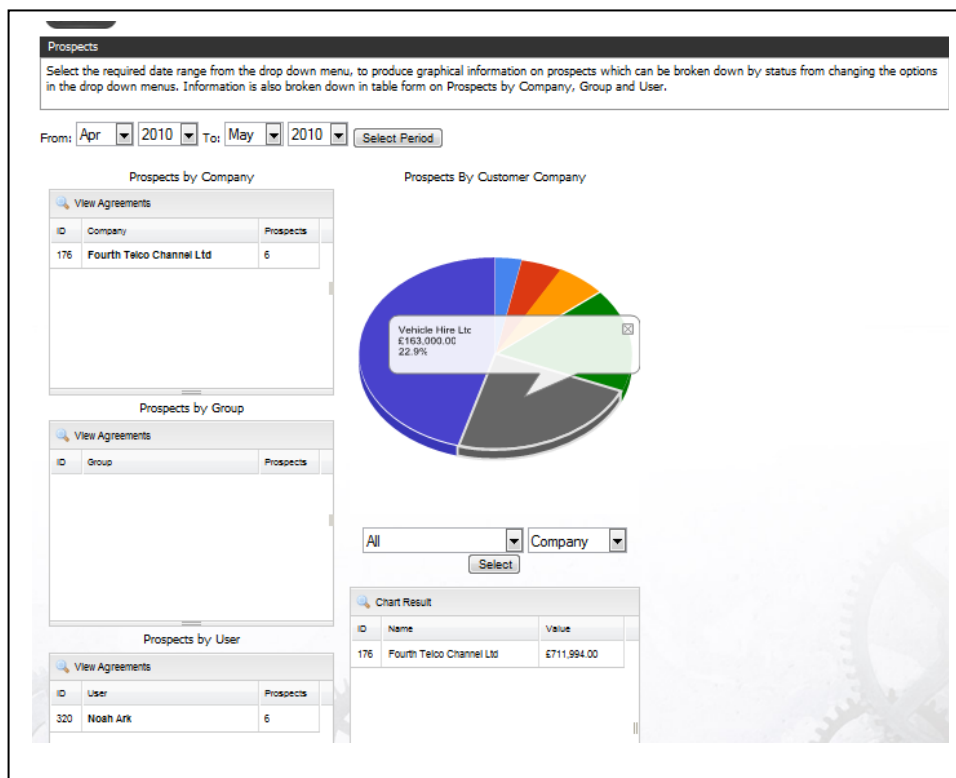 Prospects
Select the required date range from the drop down menu, to produce graphical information on prospects which can be broken down by status from changing the options
in the drop down menus. Information is also broken down in table form on Prospects by Company, Group and User.
From: Apr 2010 To: May 2010 Select Period
Prospects by Company
View Agreements
ID Company Prospects
176 Fourth Telco Channel Ltd 6
Prospects by Group
View Agreements
ID Group Prospects
Prospects by User
View Agreements
ID User Prospects
320 Noah Ark 6
Prospects By Customer Company
Vehicle Hire Ltd
£163,000.00
22.9%
All Company
Select
Chart Result
ID Name Value
176 Fourth Telco Channel Ltd £711,994.00